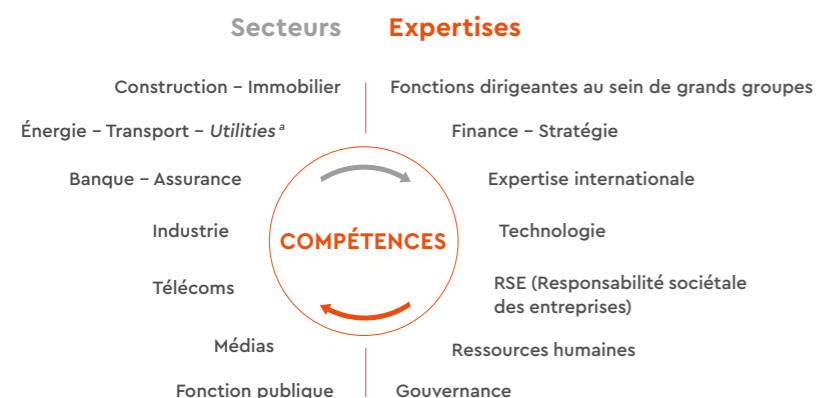 Secteurs Expertises
Construction – Immobilier
Fonctions dirigeantes au sein de grands groupes
Énergie – Transport – Utilities ª
Finance – Stratégie
Banque – Assurance
Expertise internationale
Industrie
Technologie
COMPÉTENCES
Télécoms
RSE (Responsabilité sociétale
des entreprises)
Médias
Ressources humaines
Fonction publique
Gouvernance